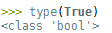 >>> type(True)
<class 'bool'>